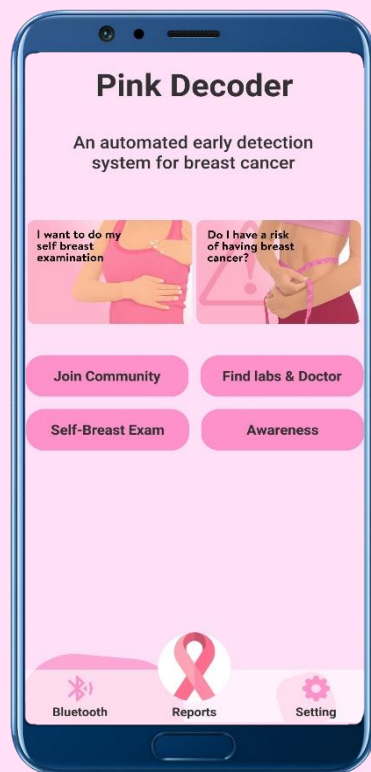 Pink Decoder
An automated early detection
system for breast cancer
I want to do my
self breast
examination
Do I have a risk
of having breast
cancer?
Join Community
Find labs & Doctor
Self-Breast Exam
Awareness
Bluetooth
Reports
Setting